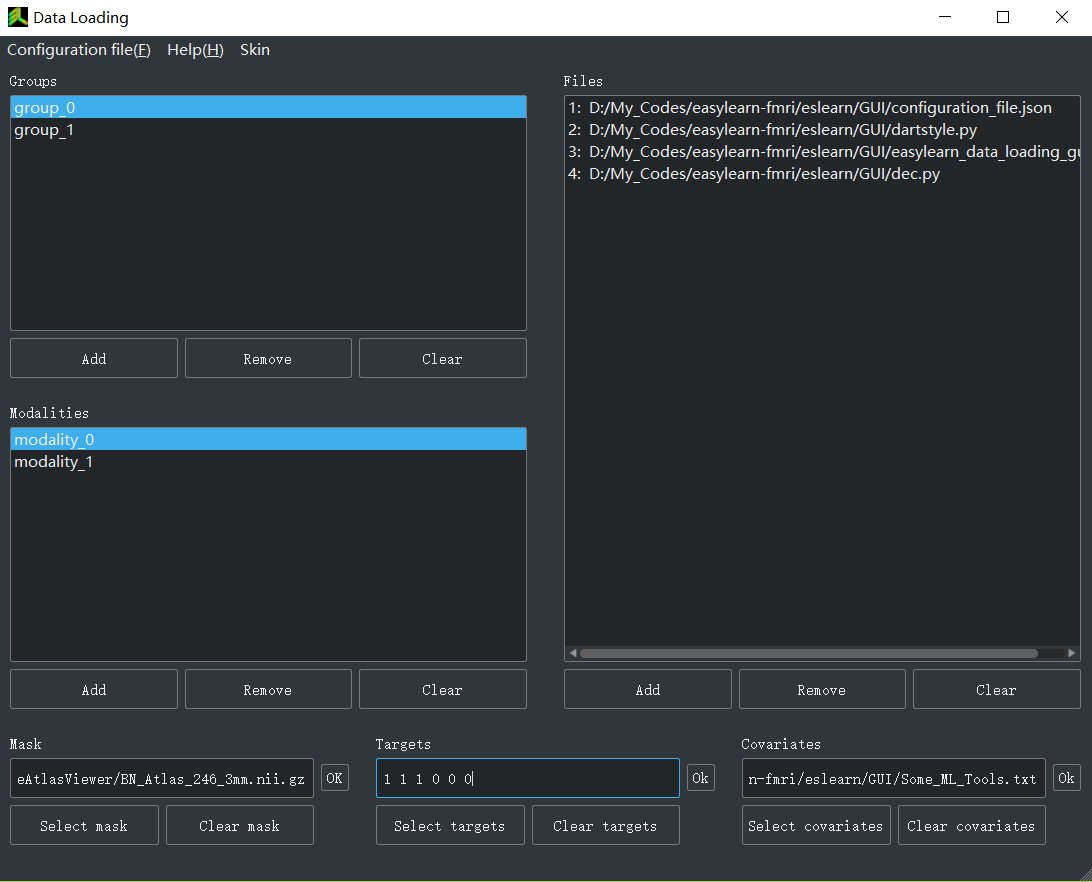 Data Loading
Configuration file(F) Help(H) Skin
Groups
group_0
group_1
Add Remove Clear
Modalities
modality_0
modality_1
Add Remove Clear
Files
1: D:/My_Codes/easylearn-fmri/eslearn/GUI/configuration_file.json
2: D:/My_Codes/easylearn-fmri/eslearn/GUI/dartstyle.py
3: D:/My_Codes/easylearn-fmri/eslearn/GUI/easylearn_data_loading_gu
4: D:/My_Codes/easylearn-fmri/eslearn/GUI/dec.py
Add Remove Clear
Mask
eAtlasViewer/BN_Atlas_246_3mm.nii.gz OK
Select mask Clear mask
Targets
1 1 1 0 0 0 Ok
Select targets Clear targets
Covariates
n-fmri/eslearn/GUI/Some_ML_Tools.txt Ok
Select covariates Clear covariates